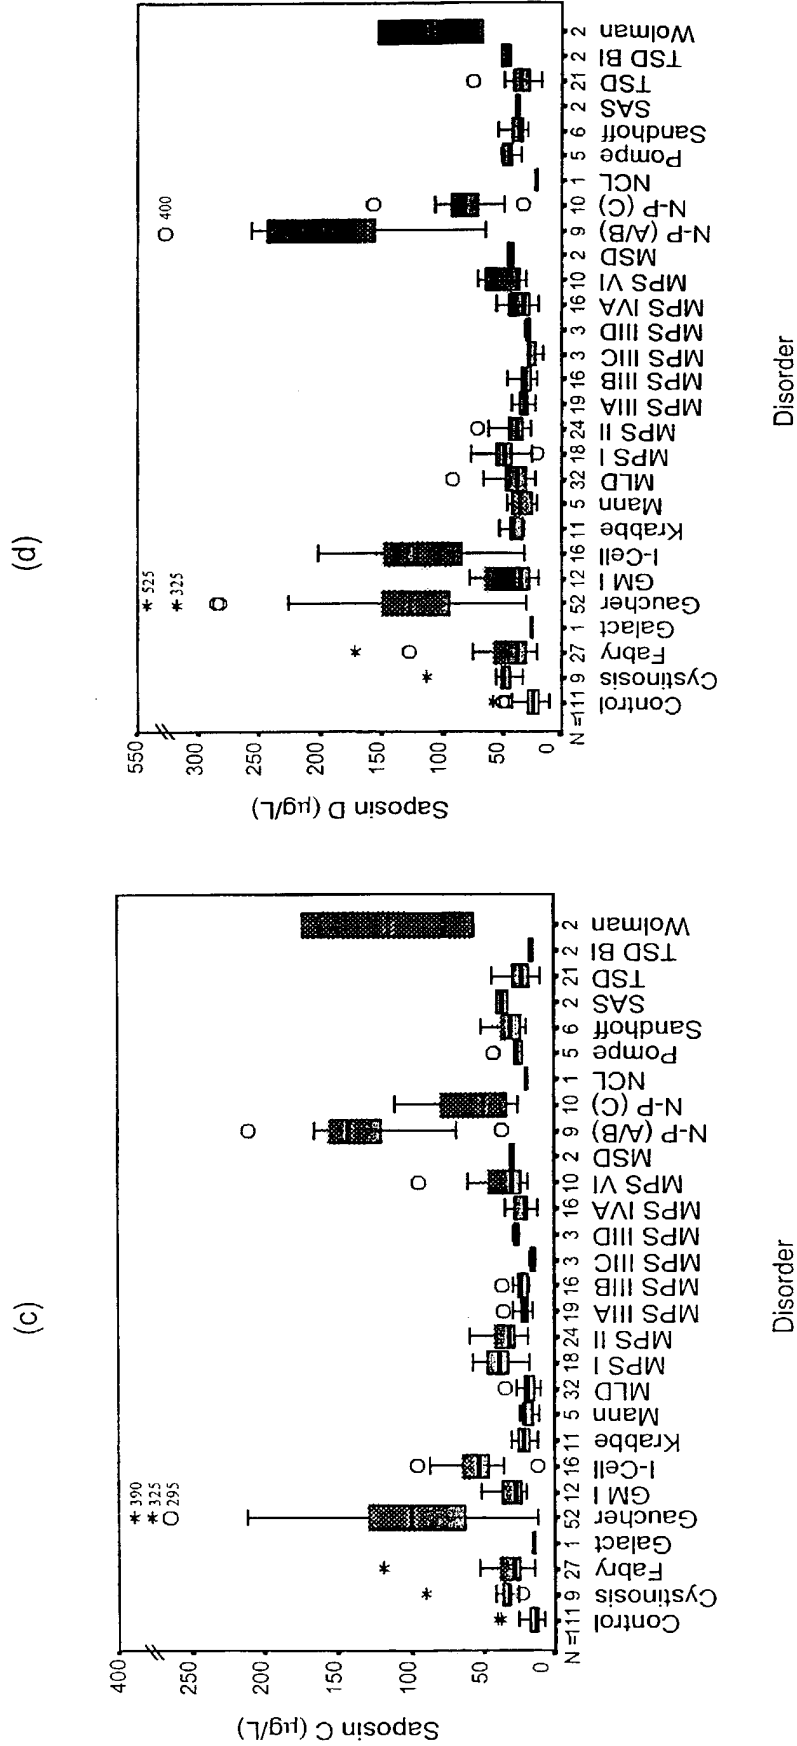 (c)
Saposin C (µg/L)
400
200
150
100
50
0
390
325
295
N =111 9 27 1 52 12 16 11 5 32 18 24 19 16 3 3 16 10 2 9 10 1 5 6 2 21 2 2
Control
Cystinosis
Fabry
Galact
Gaucher
GM I
I-Cell
Krabbe
Mann
MLD
MPS I
MPS II
MPS IIIA
MPS IIIB
MPS IIIC
MPS IIID
MPS IVA
MPS VI
MSD
N-P (A/B)
N-P (C)
NCL
Pompe
Sandhoff
SAS
TSD
TSD BI
Wolman
Disorder
(d)
Saposin D (µg/L)
550
300
250
200
150
100
50
0
525
325
400
N =111 9 27 1 52 12 16 11 5 32 18 24 19 16 3 3 16 10 2 9 10 1 5 6 2 21 2 2
Control
Cystinosis
Fabry
Galact
Gaucher
GM I
I-Cell
Krabbe
Mann
MLD
MPS I
MPS II
MPS IIIA
MPS IIIB
MPS IIIC
MPS IIID
MPS IVA
MPS VI
MSD
N-P (A/B)
N-P (C)
NCL
Pompe
Sandhoff
SAS
TSD
TSD BI
Wolman
Disorder